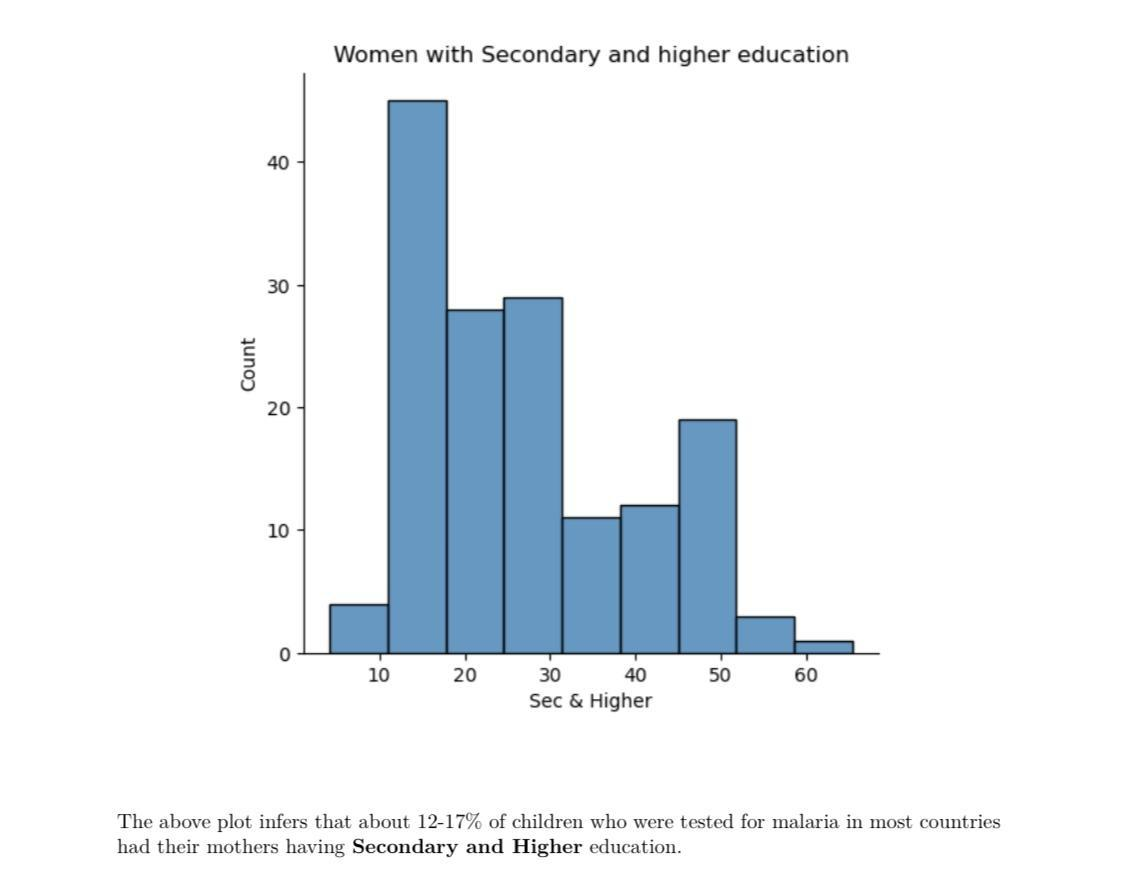 Women with Secondary and higher education
40
30
20
10
0
Count
10 20 30 40 50 60
Sec & Higher
The above plot infers that about 12-17% of children who were tested for malaria in most countries
had their mothers having Secondary and Higher education.